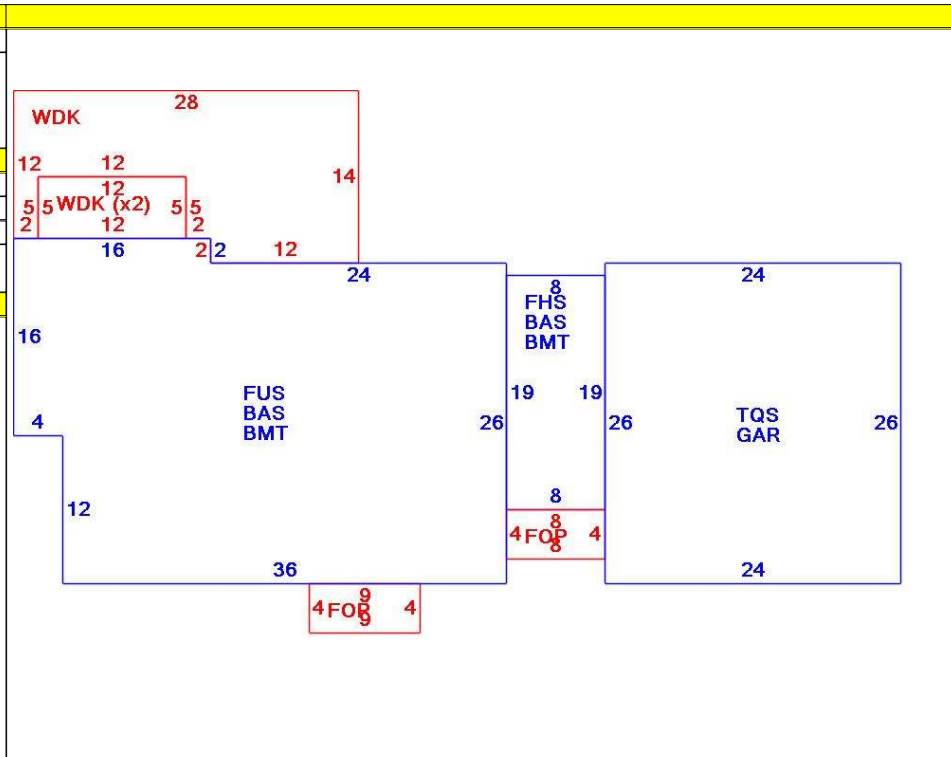 28
WDK
12 12
14
12
5 5 WDK (x2) 5 5
2 12 2
16 2 2 12
24 24
8
FHS
BAS
BMT
16
FUS
BAS
BMT
19 19
4
26 26 26
TQS
GAR
12
8
8
4 FOP 4
8
36 24
9
4 FOP 4
9